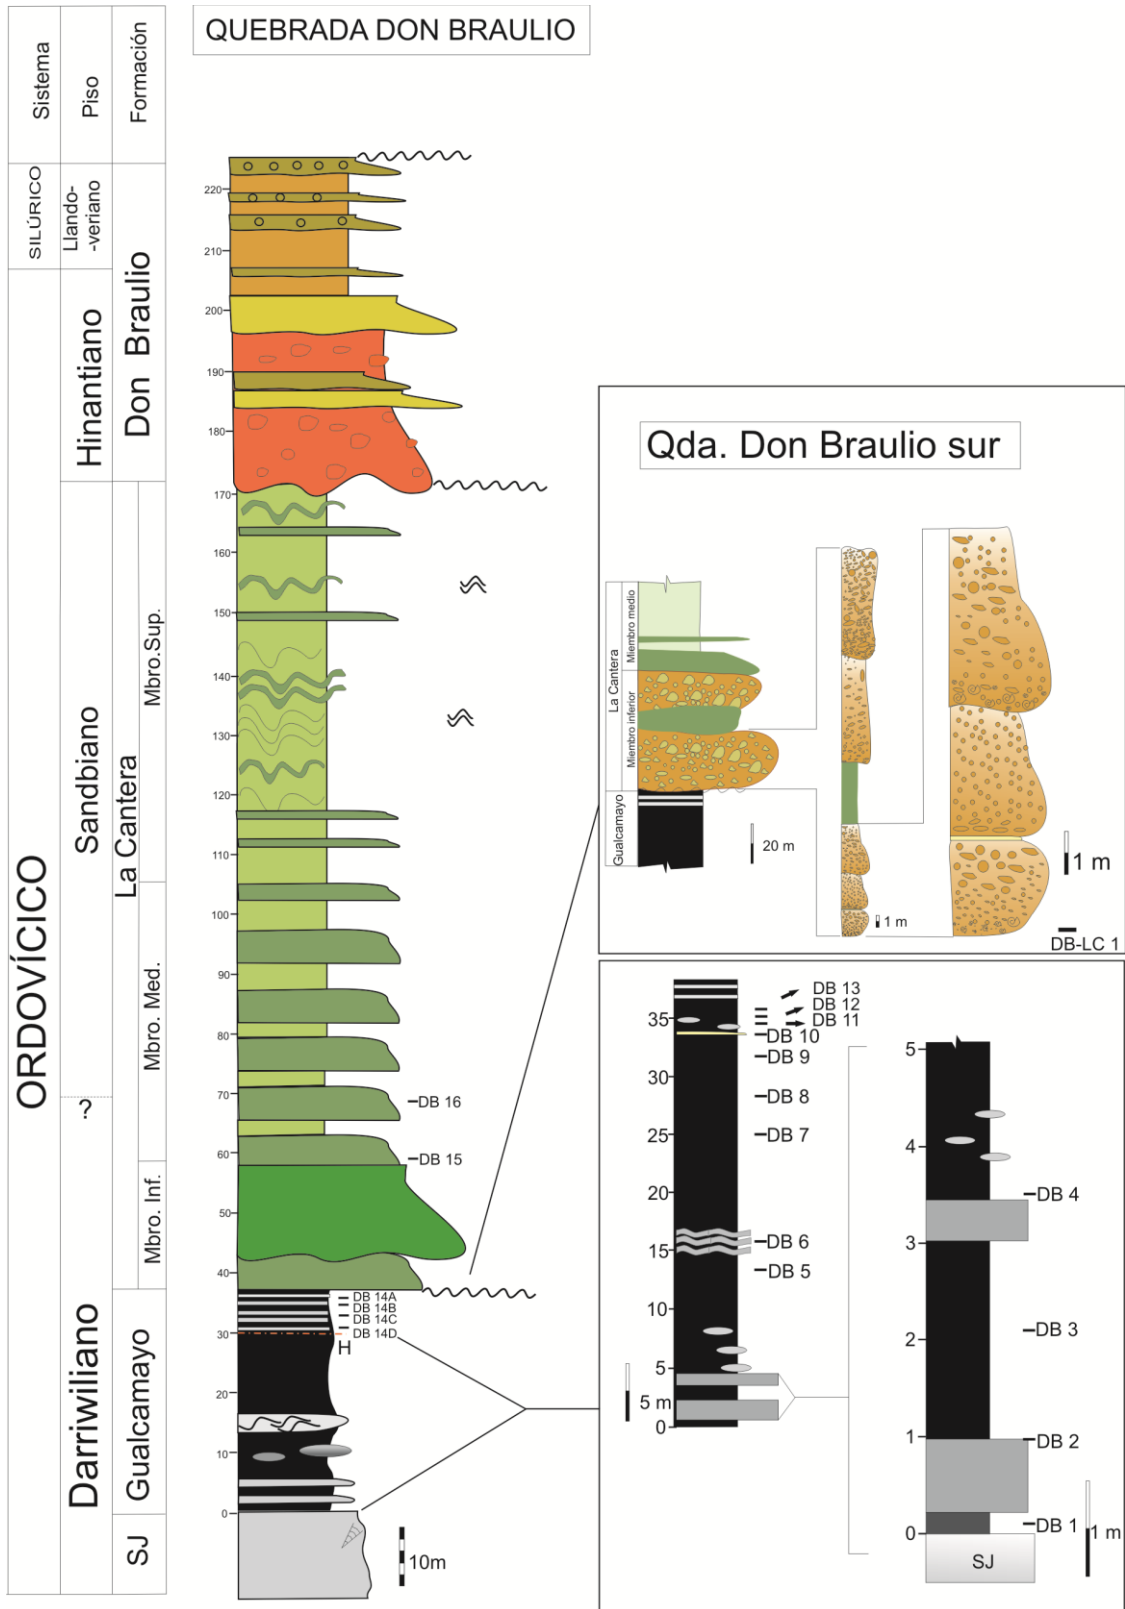 QUEBRADA DON BRAULIO
Sistema
Piso
Formación
SILÚRICO
Llando-
-veriano
ORDOVÍCICO
Hinantiano
Sandbiano
?
Darriwiliano
Don Braulio
La Cantera
Gualcamayo
SJ
Mbro.Sup.
Mbro. Med.
Mbro. Inf.
220
210
200
190
180
170
160
150
140
130
120
110
100
90
80
70
60
50
40
30
20
10
0
DB 16
DB 15
DB 14A
DB 14B
DB 14C
DB 14D
H
10m
Qda. Don Braulio sur
La Cantera
Miembro medio
Miembro inferior
Gualcamayo
20 m
1 m
1 m
DB-LC 1
35
30
25
20
15
10
5
0
5 m
DB 13
DB 12
DB 11
DB 10
DB 9
DB 8
DB 7
DB 6
DB 5
5
4
3
2
1
0
DB 4
DB 3
DB 2
DB 1
1 m
SJ